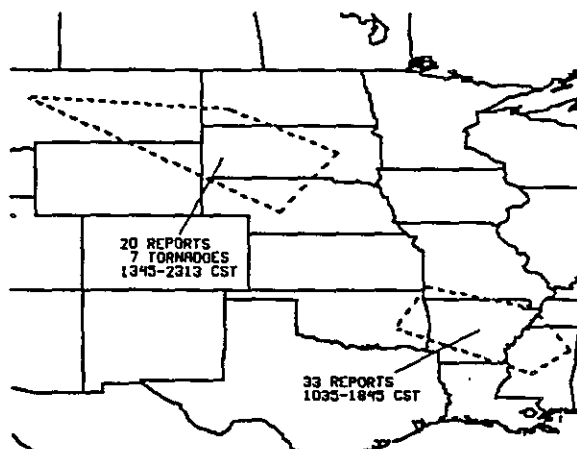 20 REPORTS
7 TORNADOES
1345-2313 CST
33 REPORTS
1035-1845 CST